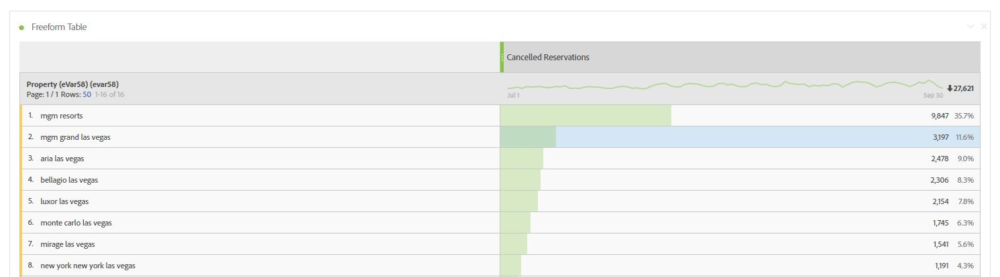 Freeform Table
Cancelled Reservations
Property (eVar58) (evar58)
Page: 1 / 1 Rows: 50 1-16 of 16
Jul 1
Sep 30
27,621
1. mgm resorts 9,847 35.7%
2. mgm grand las vegas 3,197 11.6%
3. aria las vegas 2,478 9.0%
4. bellagio las vegas 2,306 8.3%
5. luxor las vegas 2,154 7.8%
6. monte carlo las vegas 1,745 6.3%
7. mirage las vegas 1,541 5.6%
8. new york new york las vegas 1,191 4.3%